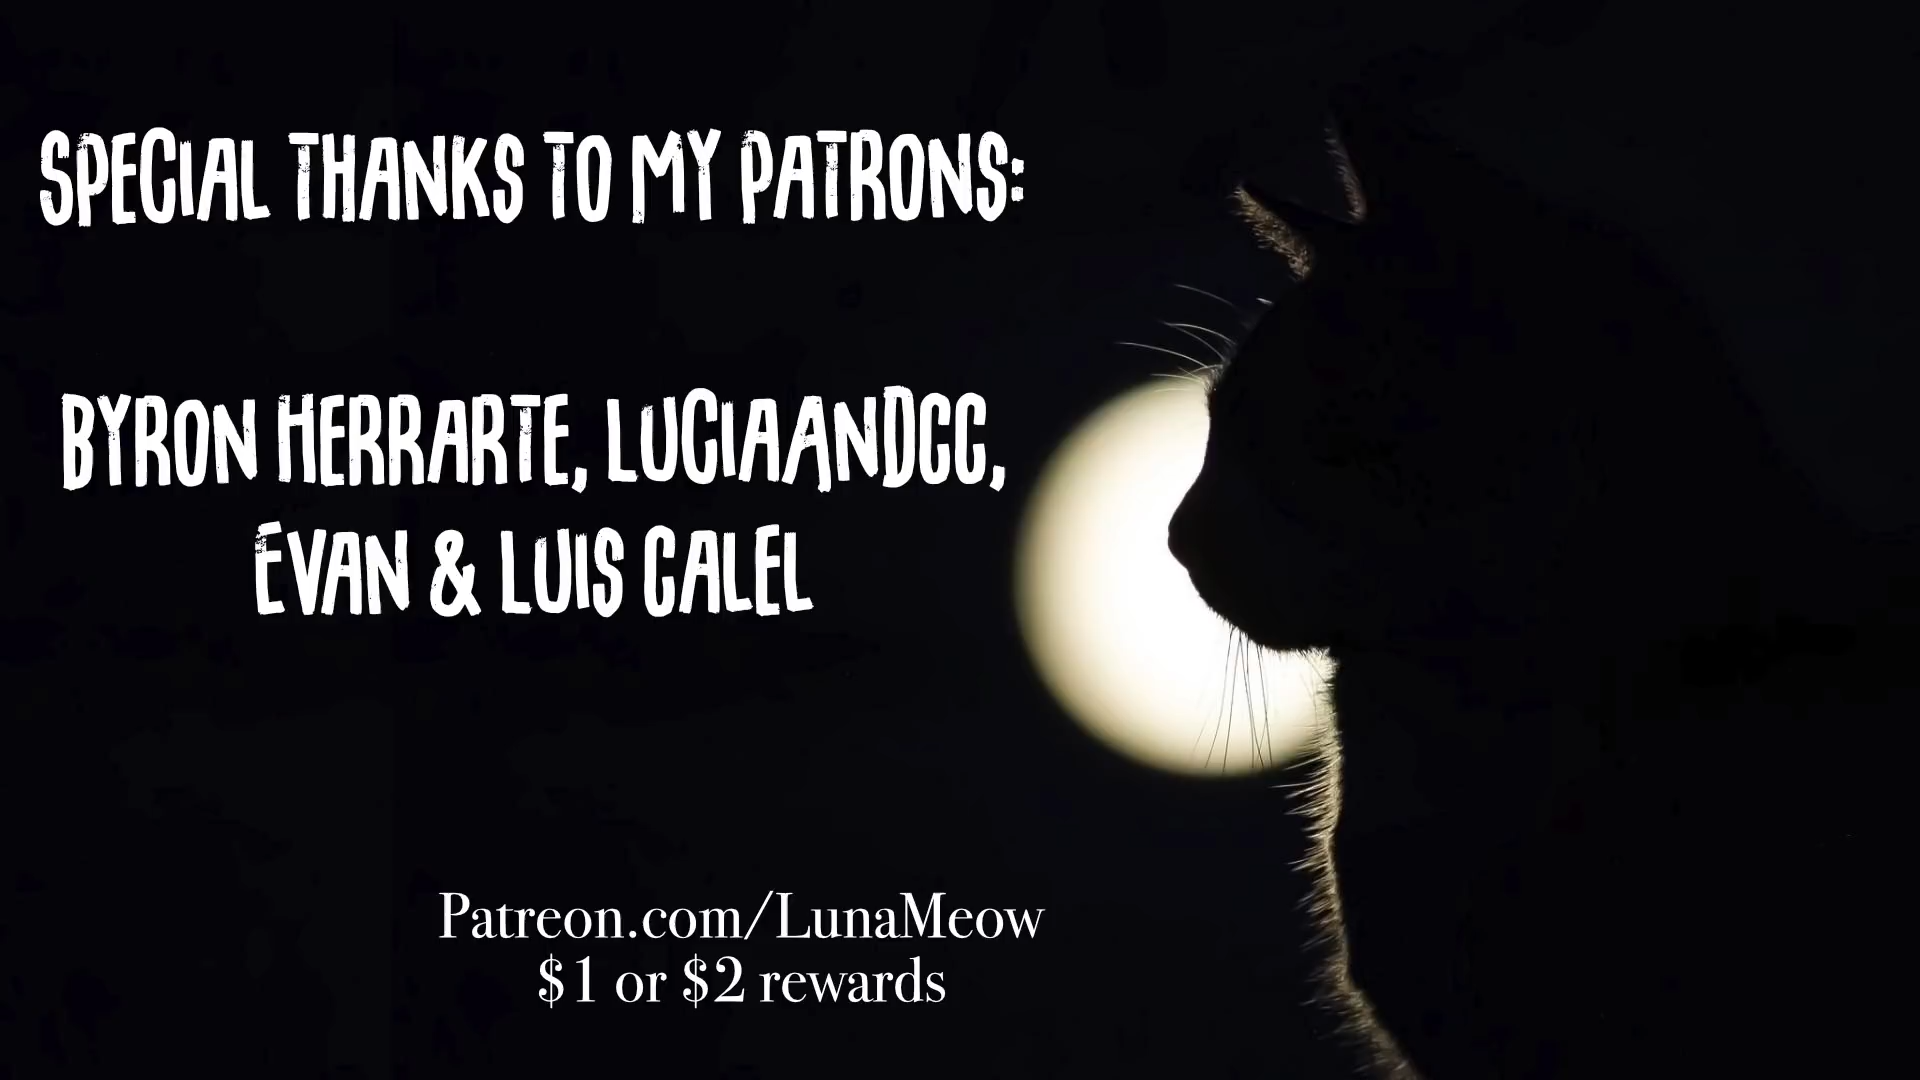 SPECIAL THANKS TO MY PATRONS:
BYRON HERRARTE, LUCIAANDCC,
EVAN & LUIS CALEL
Patreon.com/LunaMeow
$1 or $2 rewards